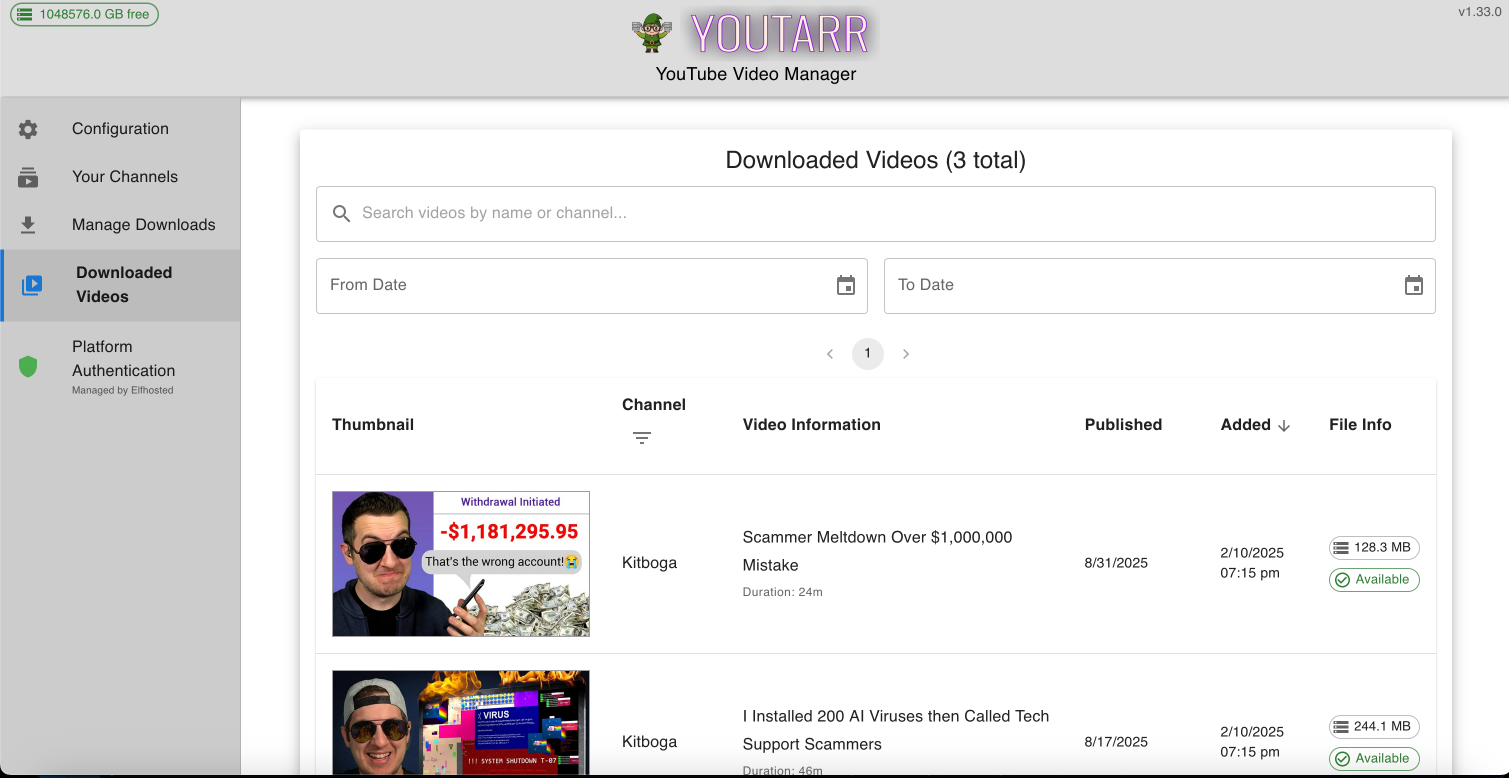 1048576.0 GB free
YOUTARR
v1.33.0
YouTube Video Manager
Configuration
Your Channels
Manage Downloads
Downloaded
Videos
Platform
Authentication
Managed by Elfhosted
Downloaded Videos (3 total)
Search videos by name or channel...
From Date
To Date
1
Thumbnail
Channel
Video Information
Published
Added
File Info
Withdrawal Initiated
-$1,181,295.95
That's the wrong account!😭
Kitboga
Scammer Meltdown Over $1,000,000
Mistake
Duration: 24m
8/31/2025
2/10/2025
07:15 pm
128.3 MB
Available
VIRUS
!!! SYSTEM SHUTDOWN T-07
Kitboga
I Installed 200 AI Viruses then Called Tech
Support Scammers
Duration: 46m
8/17/2025
2/10/2025
07:15 pm
244.1 MB
Available